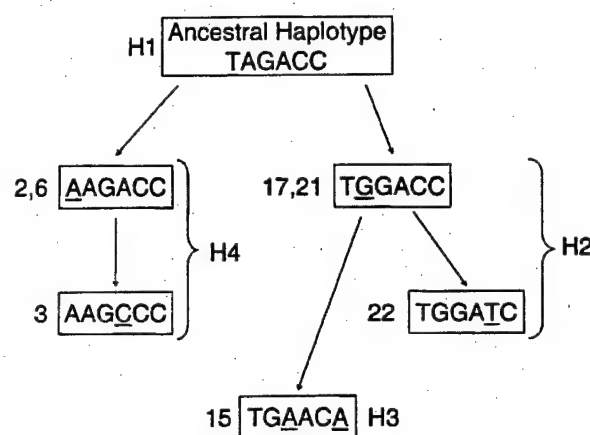 Ancestral Haplotype
H1
TAGACC
2,6 AAGACC
17,21 TGGACC
H4
H2
3 AAGCCC
22 TGGATC
15 TGAACA H3